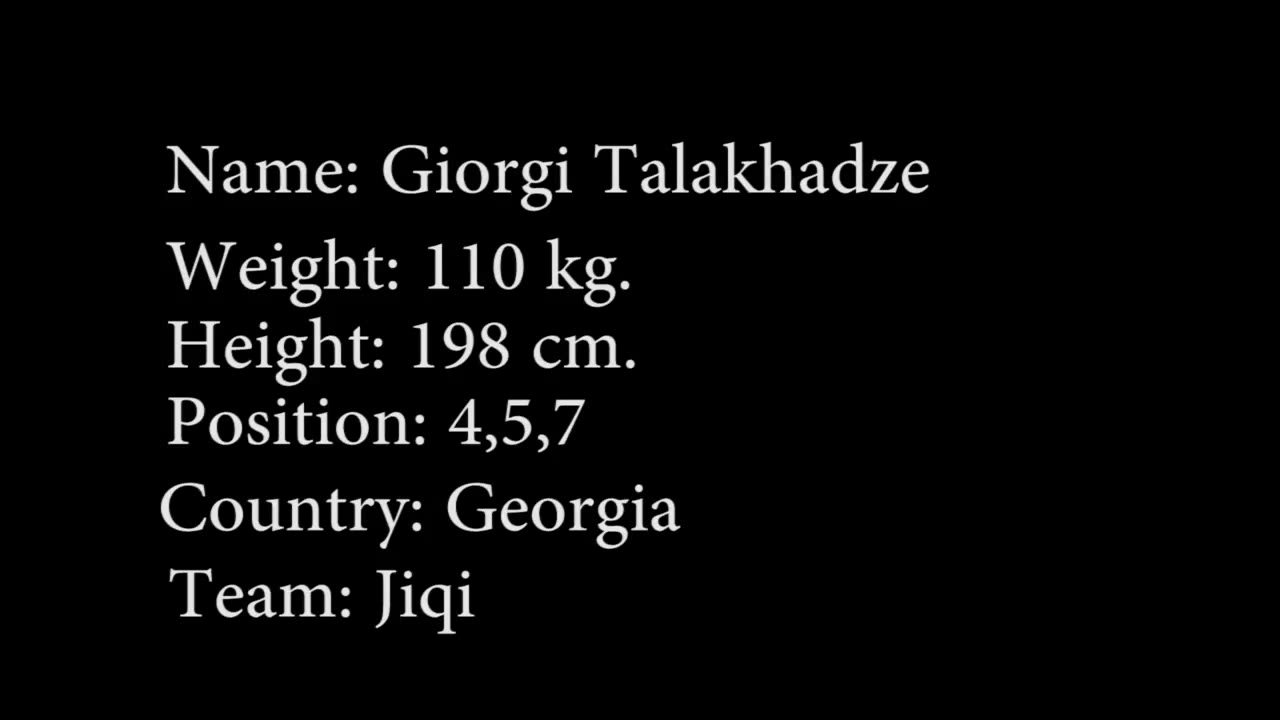 Name: Giorgi Talakhadze
Weight: 110 kg.
Height: 198 cm.
Position: 4,5,7
Country: Georgia
Team: Jiqi